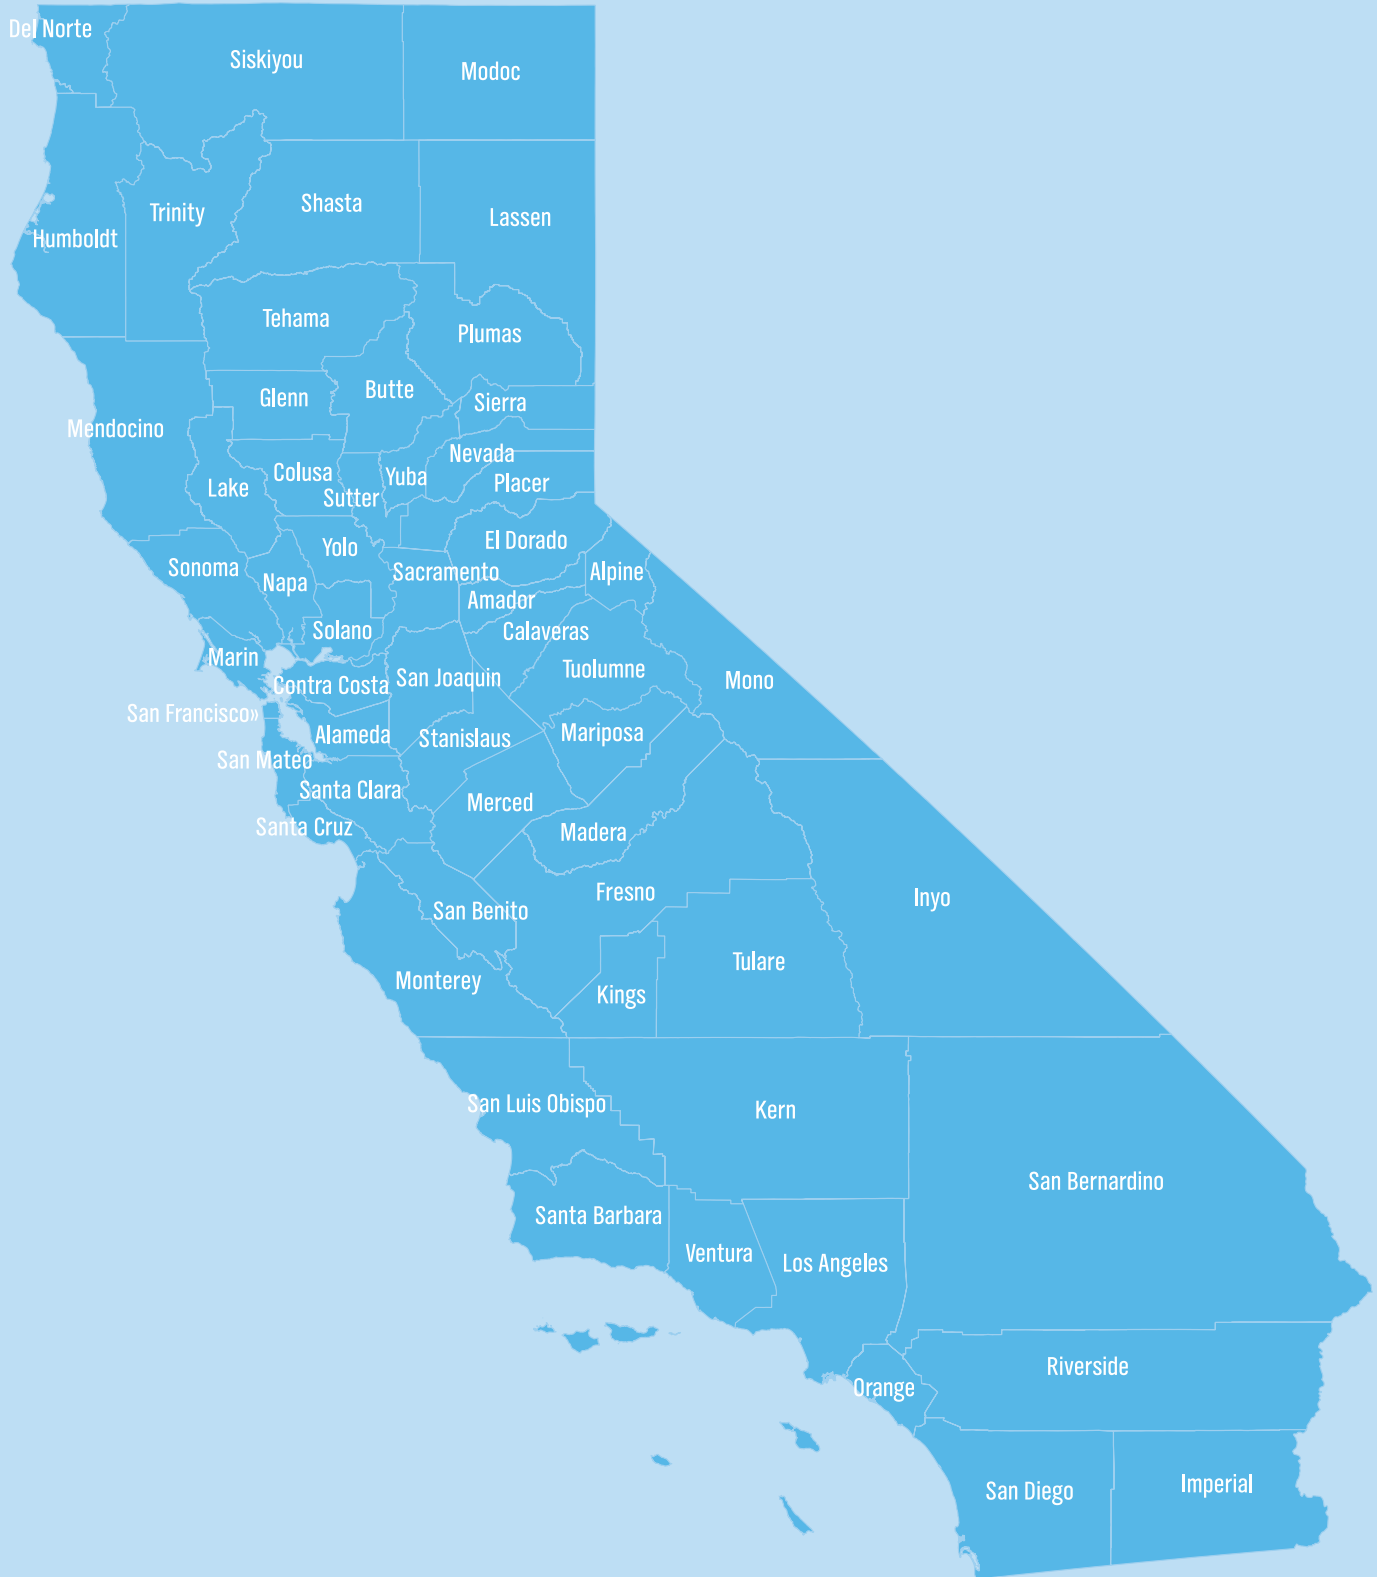 Del Norte
Siskiyou
Modoc
Trinity
Shasta
Lassen
Humboldt
Tehama
Plumas
Glenn
Butte
Sierra
Mendocino
Nevada
Colusa
Yuba
Placer
Lake
Sutter
El Dorado
Yolo
Sonoma
Napa
Sacramento
Alpine
Amador
Solano
Calaveras
Marin
Tuolumne
San Joaquin
Contra Costa
Mono
San Francisco»
Alameda
Stanislaus
Mariposa
San Mateo
Santa Clara
Merced
Santa Cruz
Madera
Fresno
Inyo
San Benito
Tulare
Monterey
Kings
San Luis Obispo
Kern
San Bernardino
Santa Barbara
Ventura
Los Angeles
Riverside
Orange
San Diego
Imperial